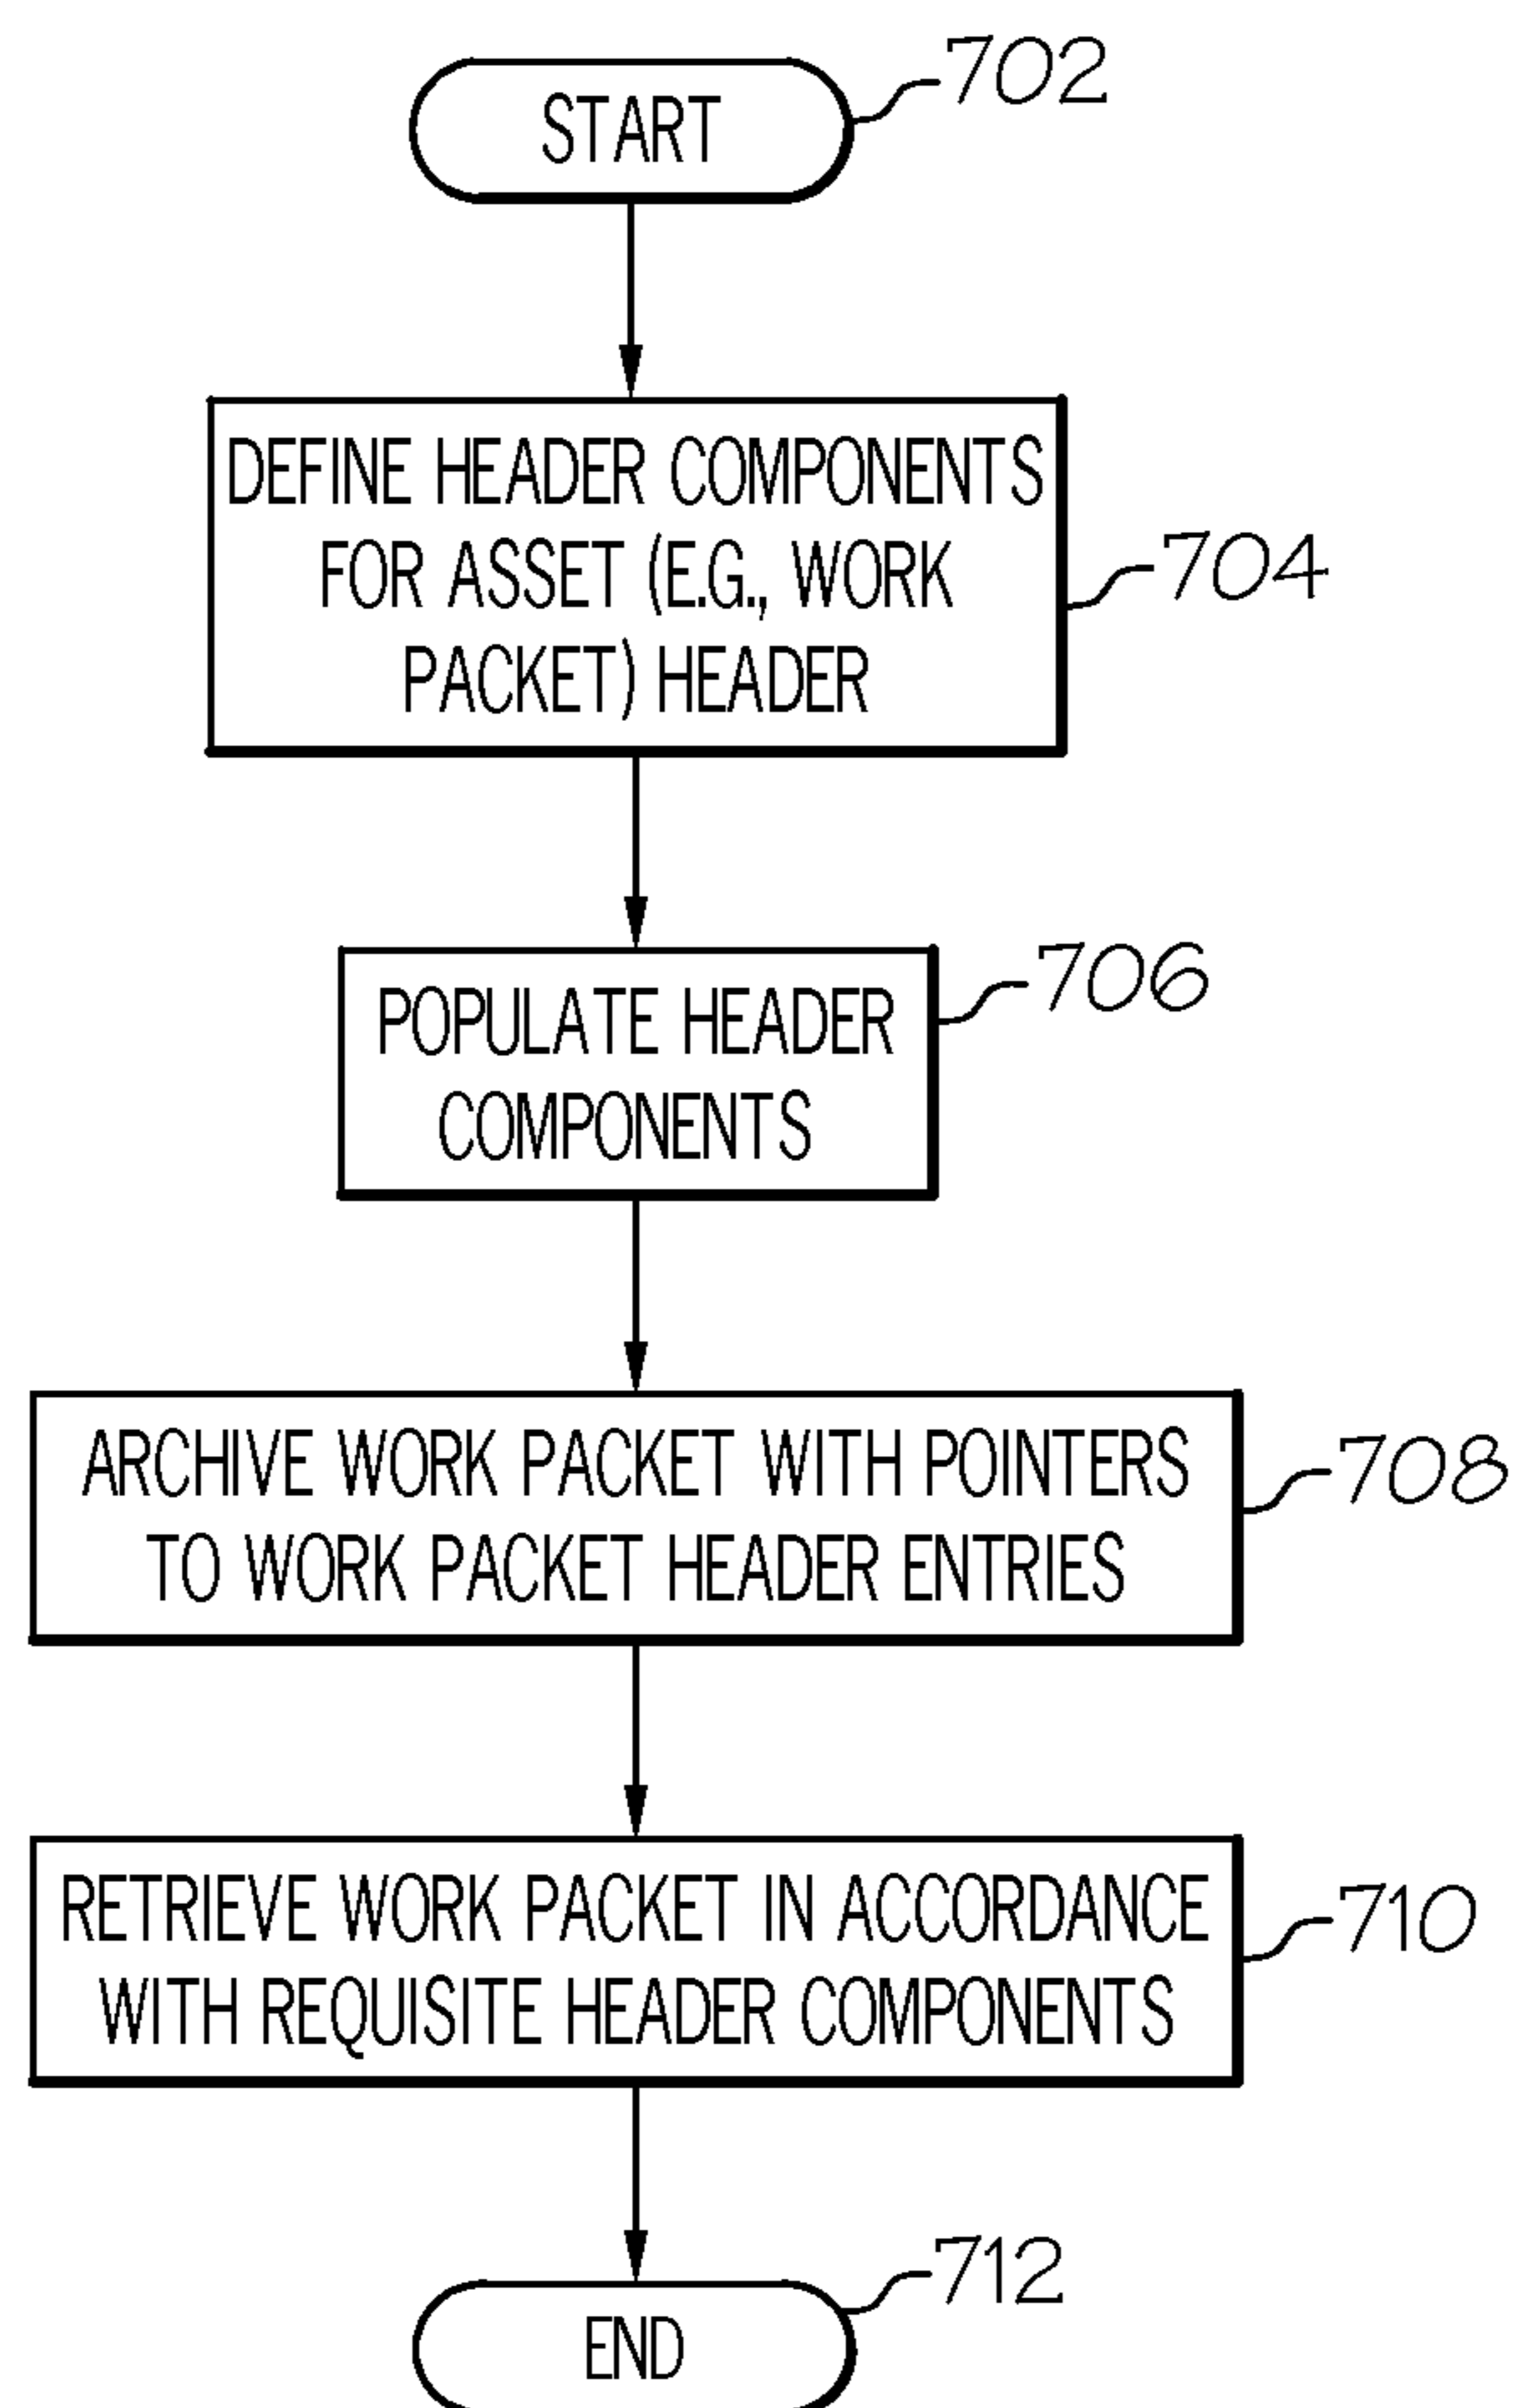 START
702
DEFINE HEADER COMPONENTS
FOR ASSET (E.G., WORK
PACKET) HEADER
704
POPULATE HEADER
COMPONENTS
706
ARCHIVE WORK PACKET WITH POINTERS
TO WORK PACKET HEADER ENTRIES
708
RETRIEVE WORK PACKET IN ACCORDANCE
WITH REQUISITE HEADER COMPONENTS
710
END
712